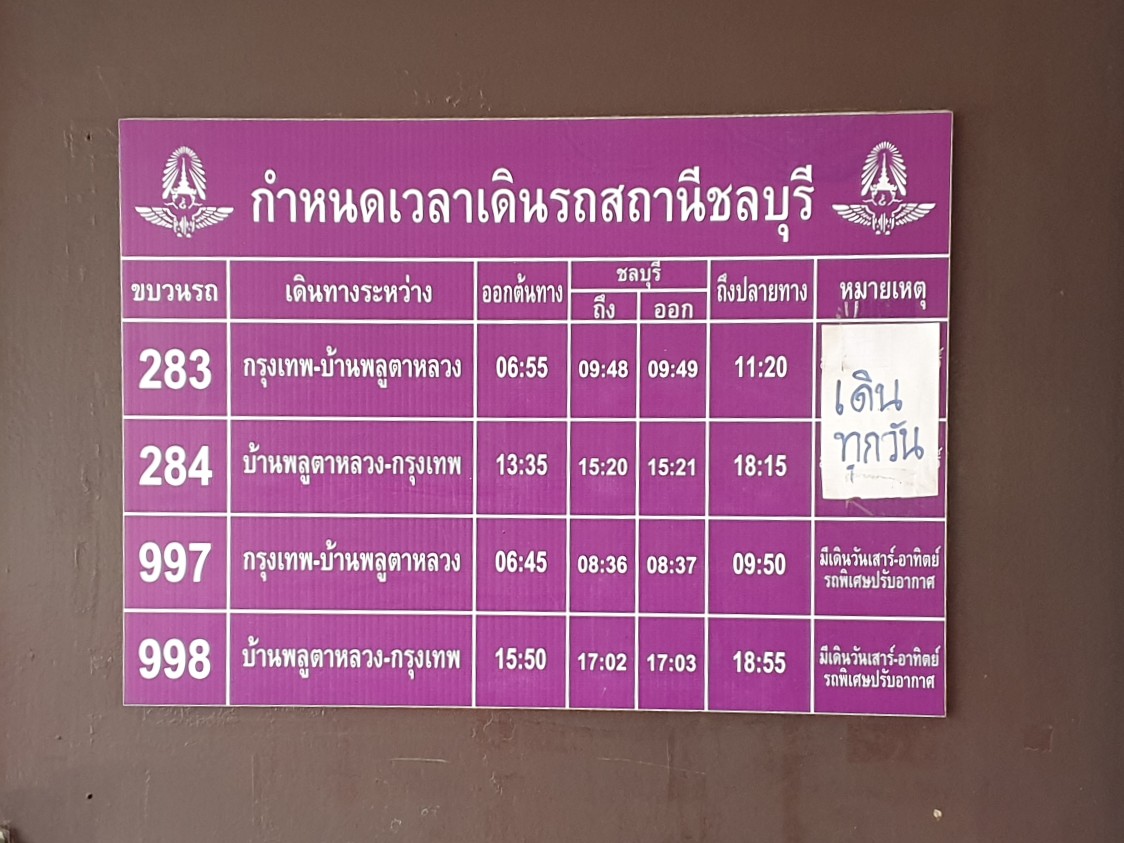 กำหนดเวลาเดินรถสถานีชลบุรี
ขบวนรถ เดินทางระหว่าง ออกต้นทาง ชลบุรี ถึงปลายทาง หมายเหตุ
ถึง ออก
283 กรุงเทพ-บ้านพลูตาหลวง 06:55 09:48 09:49 11:20
เดิน
ทุกวัน
284 บ้านพลูตาหลวง-กรุงเทพ 13:35 15:20 15:21 18:15
997 กรุงเทพ-บ้านพลูตาหลวง 06:45 08:36 08:37 09:50 มีเดินวันเสาร์-อาทิตย์
รถพิเศษปรับอากาศ
998 บ้านพลูตาหลวง-กรุงเทพ 15:50 17:02 17:03 18:55 มีเดินวันเสาร์-อาทิตย์
รถพิเศษปรับอากาศ